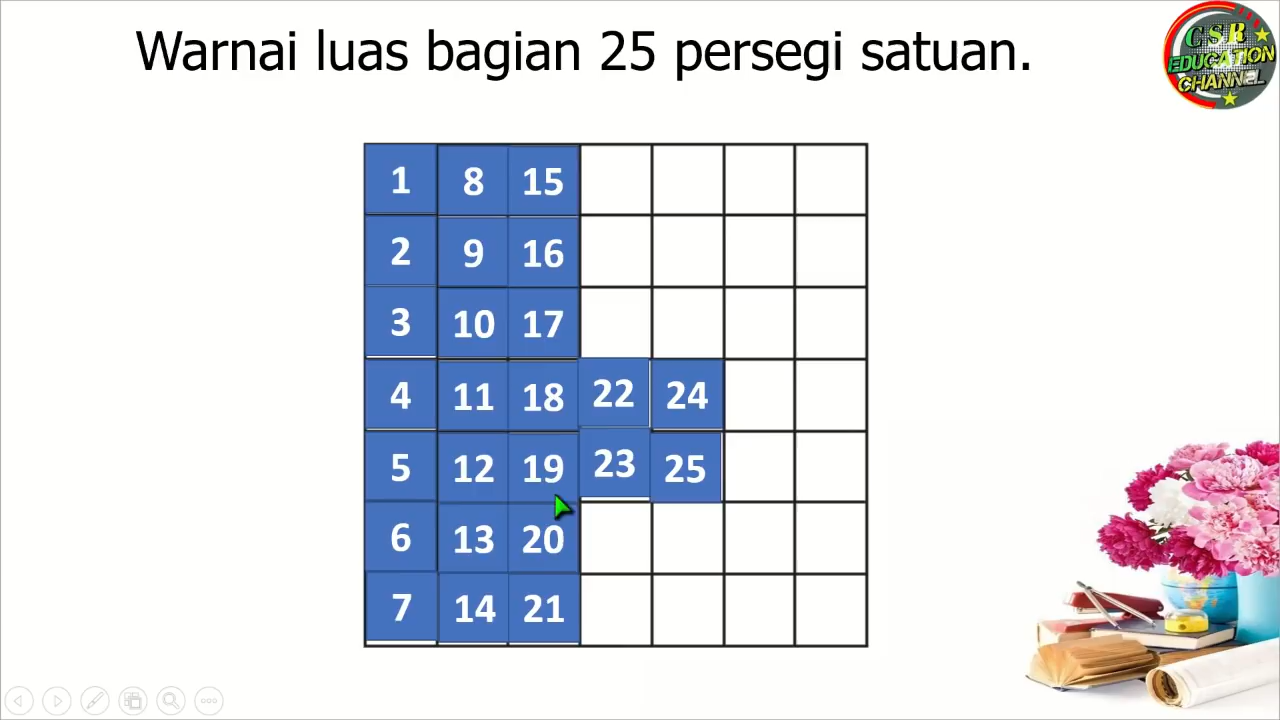 Warnai luas bagian 25 persegi satuan.
CSR
EDUCATION
CHANNEL
1 8 15
2 9 16
3 10 17
4 11 18 22 24
5 12 19 23 25
6 13 20
7 14 21